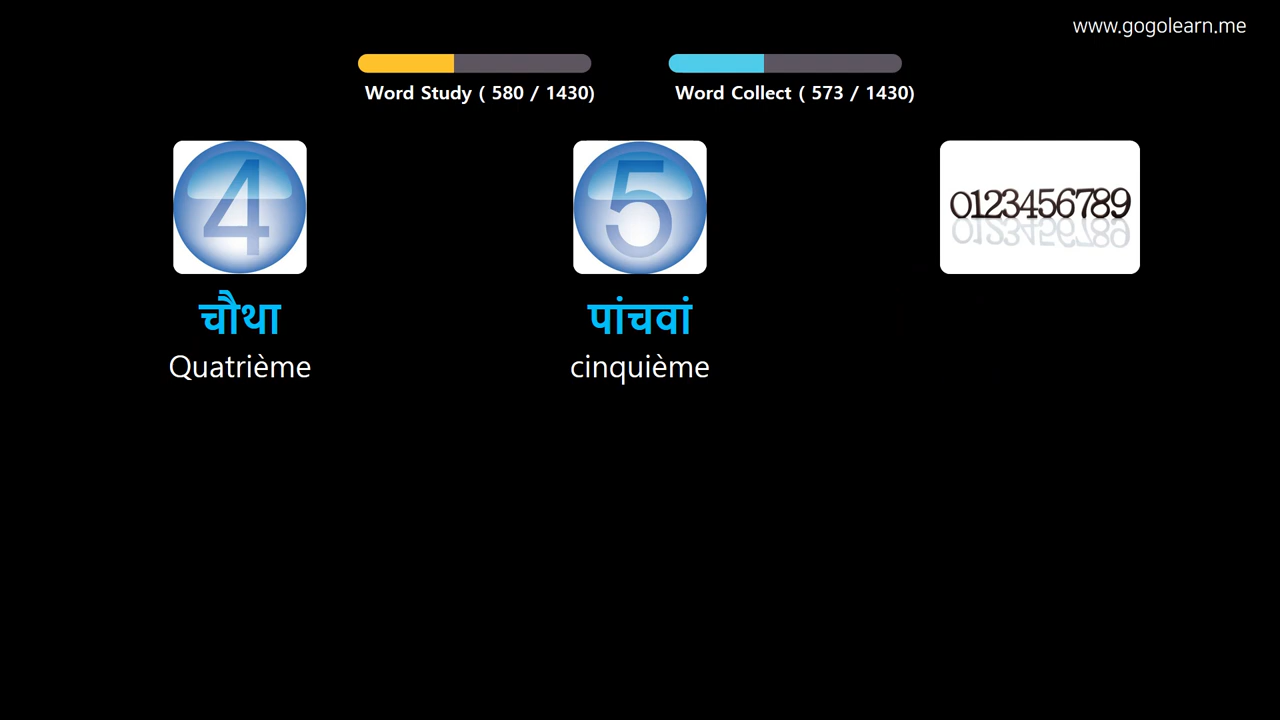 www.gogolearn.me
Word Study ( 580 / 1430)
Word Collect ( 573 / 1430)
4
5
0123456789
चौथा
पांचवां
Quatrième
cinquième